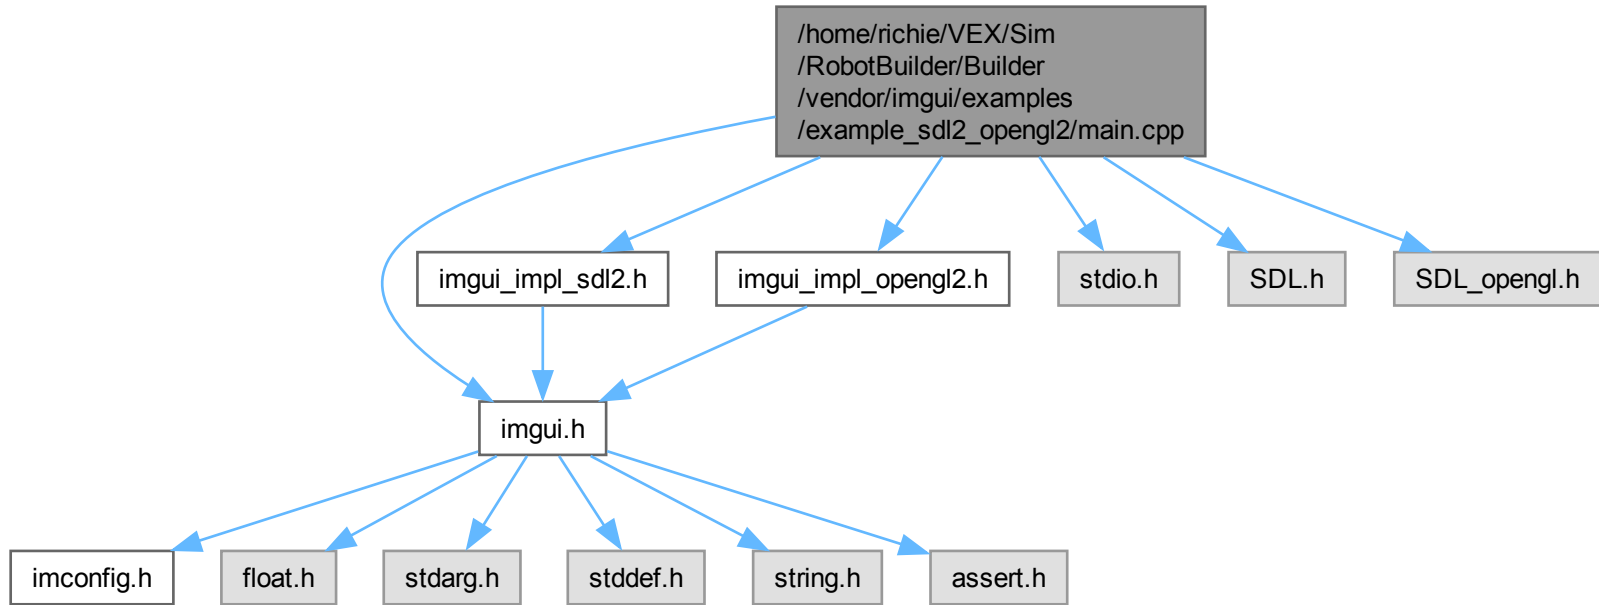 /home/richie/VEX/Sim
/RobotBuilder/Builder
/vendor/imgui/examples
/example_sdl2_opengl2/main.cpp
imgui_impl_sdl2.h
imgui_impl_opengl2.h
stdio.h
SDL.h
SDL_opengl.h
imgui.h
imconfig.h
float.h
stdarg.h
stddef.h
string.h
assert.h